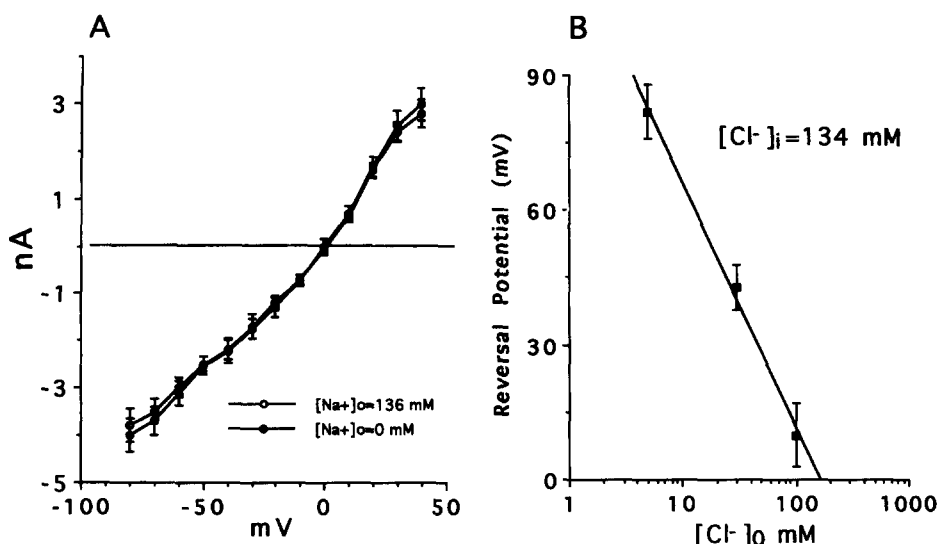 A
3
1
-1
-3
-5
nA
-100
-50
0
50
mV
[Na+]o=136 mM
[Na+]o=0 mM
B
90
60
30
0
Reversal Potential (mV)
[Cl-]i=134 mM
1
10
100
1000
[Cl-]o mM